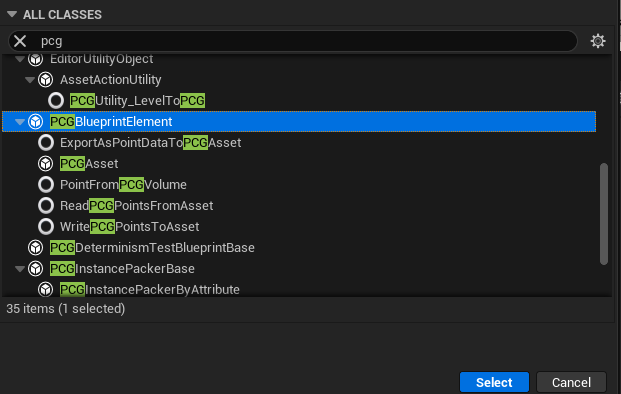 ALL CLASSES
pcg
EditorUtilityObject
AssetActionUtility
PCGUtility_LevelToPCG
PCGBlueprintElement
ExportAsPointDataToPCGAsset
PCGAsset
PointFromPCGVolume
ReadPCGPointsFromAsset
WritePCGPointsToAsset
PCGDeterminismTestBlueprintBase
PCGInstancePackerBase
PCGInstancePackerByAttribute
35 items (1 selected)
Select Cancel